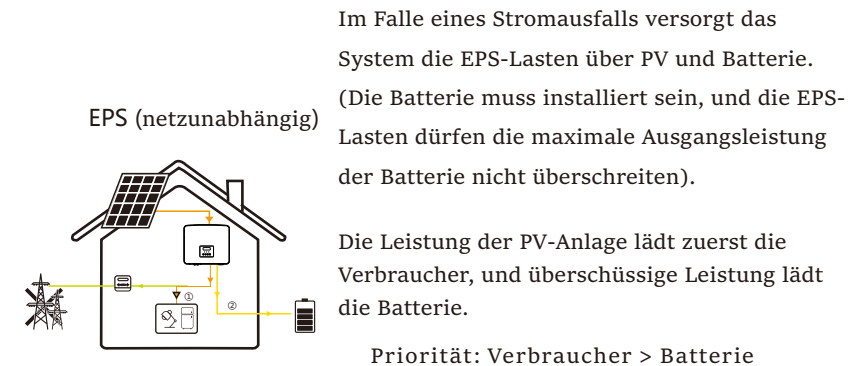 EPS (netzunabhängig)
Im Falle eines Stromausfalls versorgt das
System die EPS-Lasten über PV und Batterie.
(Die Batterie muss installiert sein, und die EPS-
Lasten dürfen die maximale Ausgangsleistung
der Batterie nicht überschreiten).
Die Leistung der PV-Anlage lädt zuerst die
Verbraucher, und überschüssige Leistung lädt
die Batterie.
Priorität: Verbraucher > Batterie
①
②